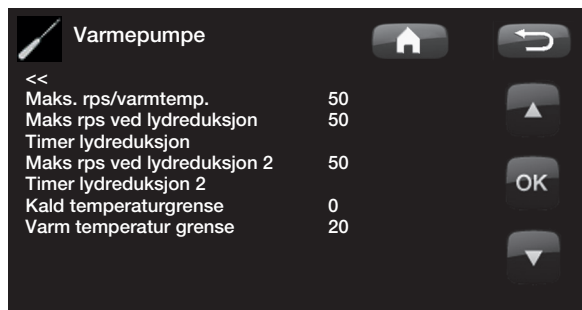 Varmepumpe
<<
Maks. rps/varmtemp. 50
Maks rps ved lydreduksjon 50
Timer lydreduksjon
Maks rps ved lydreduksjon 2 50
Timer lydreduksjon 2
Kald temperaturgrense 0
Varm temperatur grense 20
OK